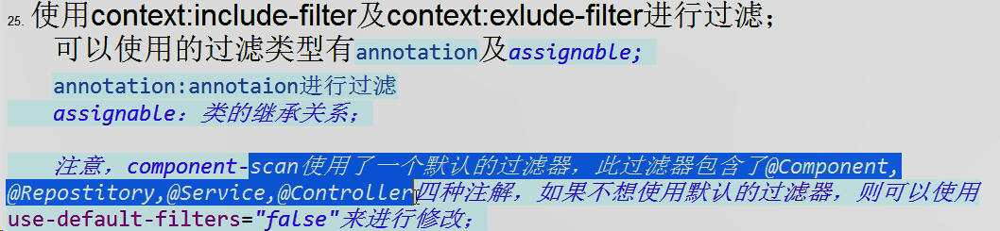 25. 使用context:include-filter及context:exlude-filter进行过滤；
可以使用的过滤类型有annotation及assignable;
annotation:annotaion进行过滤
assignable：类的继承关系；
注意，component-scan使用了一个默认的过滤器，此过滤器包含了@Component,
@Repostitory,@Service,@Controller四种注解，如果不想使用默认的过滤器，则可以使用
use-default-filters="false"来进行修改；